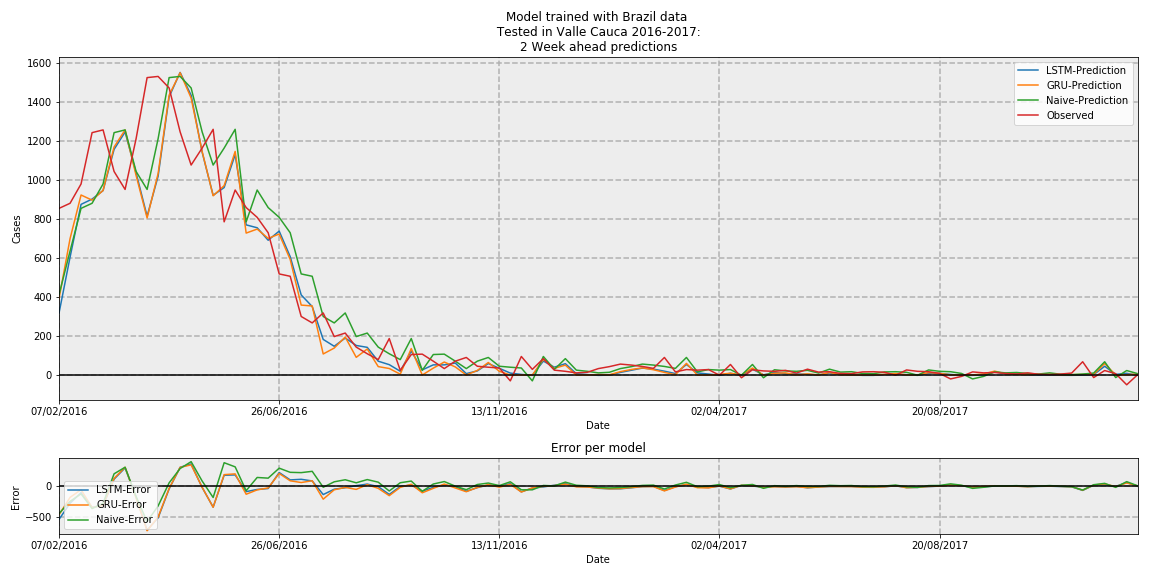 Model trained with Brazil data
Tested in Valle Cauca 2016-2017:
2 Week ahead predictions
1600
1400
1200
1000
800
600
400
200
0
Cases
LSTM-Prediction
GRU-Prediction
Naive-Prediction
Observed
07/02/2016
26/06/2016
13/11/2016
02/04/2017
20/08/2017
Date
Error per model
0
−500
Error
LSTM-Error
GRU-Error
Naive-Error
07/02/2016
26/06/2016
13/11/2016
02/04/2017
20/08/2017
Date